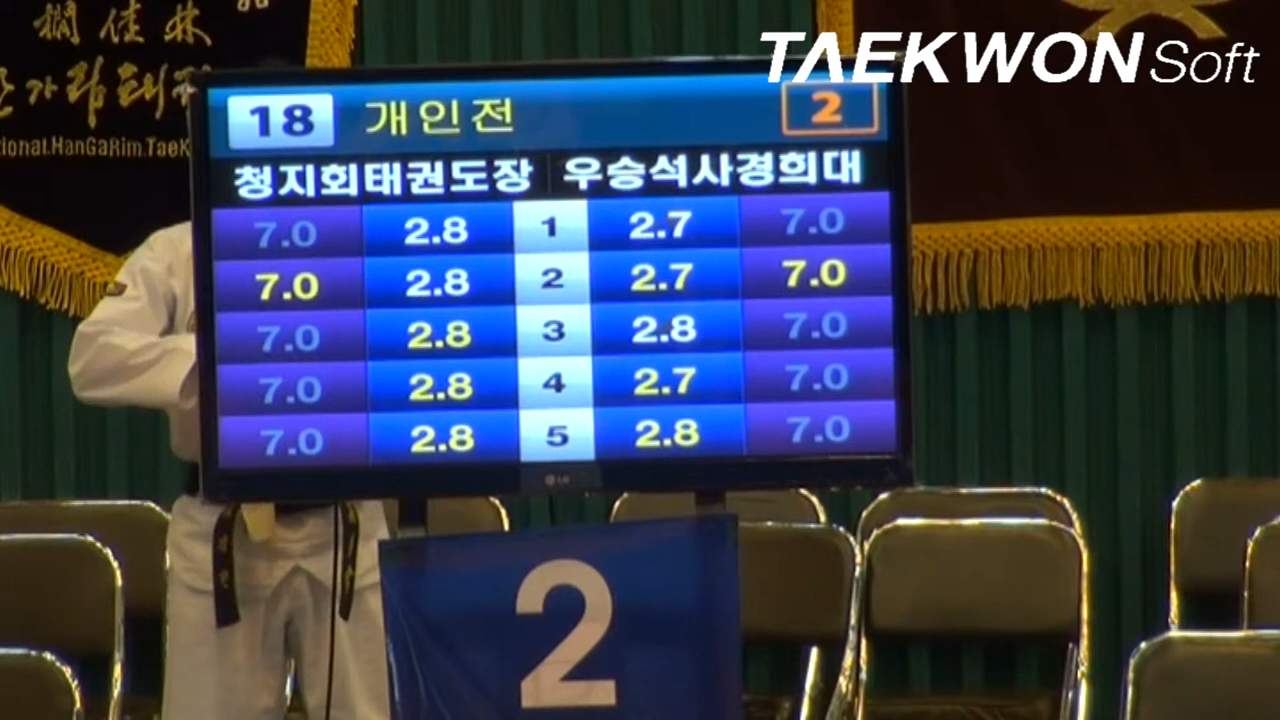 TAEKWON Soft
18 개인전 2
청지회태권도장 우승석사경희대
7.0 2.8 1 2.7 7.0
7.0 2.8 2 2.7 7.0
7.0 2.8 3 2.8 7.0
7.0 2.8 4 2.7 7.0
7.0 2.8 5 2.8 7.0
LG
2